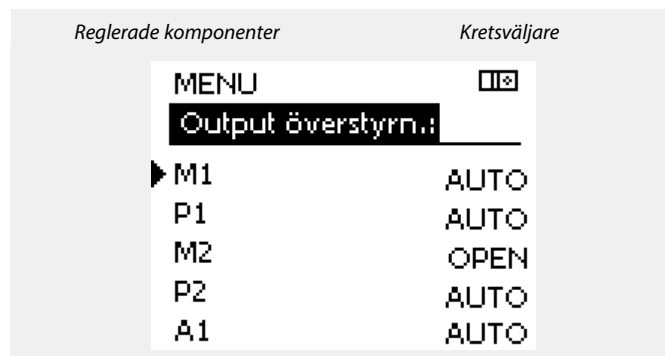 Reglerade komponenter Kretsväljare
MENU
Output överstyrn.:
M1 AUTO
P1 AUTO
M2 OPEN
P2 AUTO
A1 AUTO